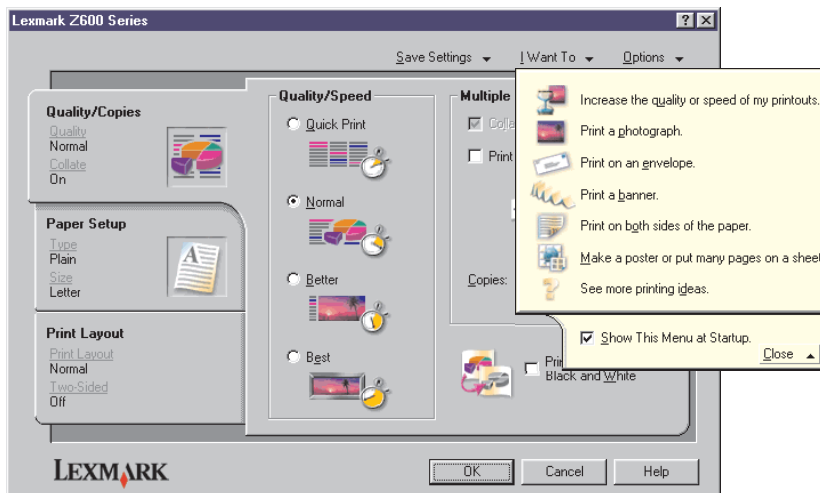 Lexmark Z600 Series
Save Settings
I Want To
Options
Quality/Copies
Quality
Normal
Collate
On
Paper Setup
Type
Plain
Size
Letter
Print Layout
Print Layout
Normal
Two-Sided
Off
Quality/Speed
Quick Print
Normal
Better
Best
Multiple
Print
Copies:
Black and White
Increase the quality or speed of my printouts.
Print a photograph.
Print on an envelope.
Print a banner.
Print on both sides of the paper.
Make a poster or put many pages on a sheet
See more printing ideas.
Show This Menu at Startup.
Close
LEXMARK
OK
Cancel
Help